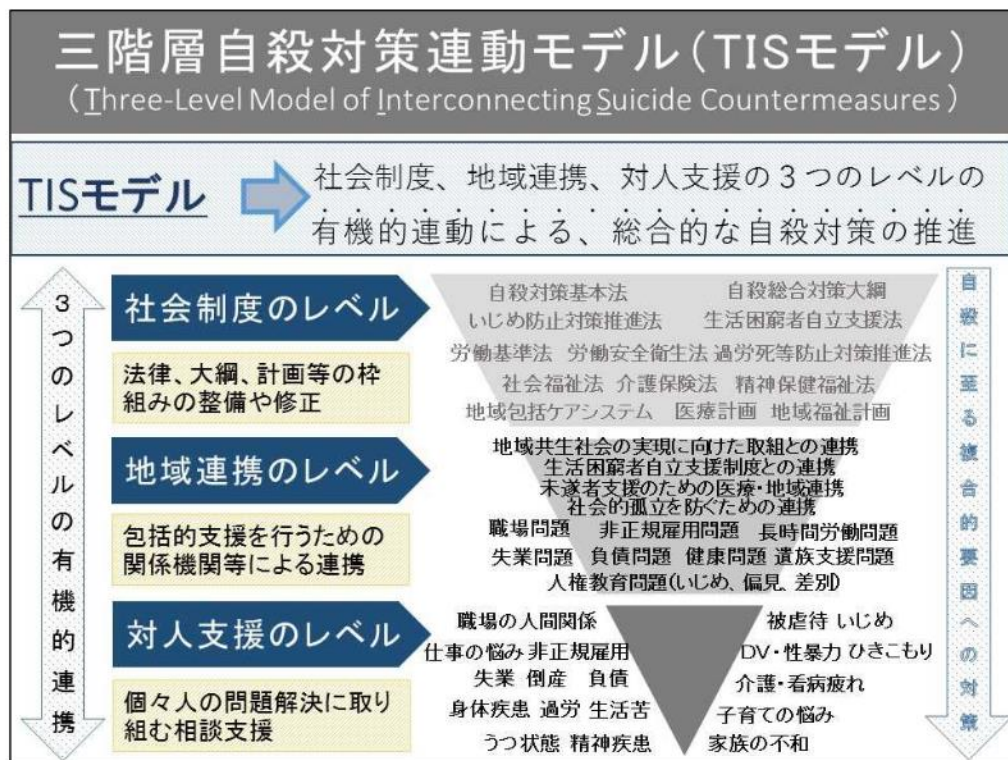 三階層自殺対策連動モデル(TISモデル)
(Three-Level Model of Interconnecting Suicide Countermeasures)
TISモデル
社会制度、地域連携、対人支援の3つのレベルの
有機的連動による、総合的な自殺対策の推進
3つのレベルの有機的連携
社会制度のレベル
法律、大綱、計画等の枠
組みの整備や修正
自殺対策基本法 自殺総合対策大綱
いじめ防止対策推進法 生活困窮者自立支援法
労働基準法 労働安全衛生法 過労死等防止対策推進法
社会福祉法 介護保険法 精神保健福祉法
地域包括ケアシステム 医療計画 地域福祉計画
地域連携のレベル
包括的支援を行うための
関係機関等による連携
地域共生社会の実現に向けた取組との連携
生活困窮者自立支援制度との連携
未遂者支援のための医療・地域連携
社会的孤立を防ぐための連携
職場問題 非正規雇用問題 長時間労働問題
失業問題 負債問題 健康問題 遺族支援問題
人権教育問題(いじめ、偏見、差別)
対人支援のレベル
個々人の問題解決に取り
組む相談支援
職場の人間関係 被虐待 いじめ
仕事の悩み 非正規雇用 DV・性暴力 ひきこもり
失業 倒産 負債 介護・看病疲れ
身体疾患 過労 生活苦 子育ての悩み
うつ状態 精神疾患 家族の不和
自殺に至る複合的要因への対策